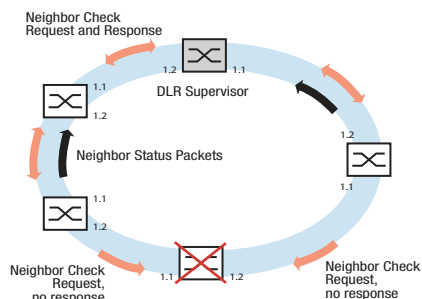 Neighbor Check
Request and Response
1.2
1.1
DLR Supervisor
1.1
1.2
1.2
1.1
Neighbor Status Packets
1.1
1.2
1.1
1.2
Neighbor Check
Request,
no response
Neighbor Check
Request,
no response